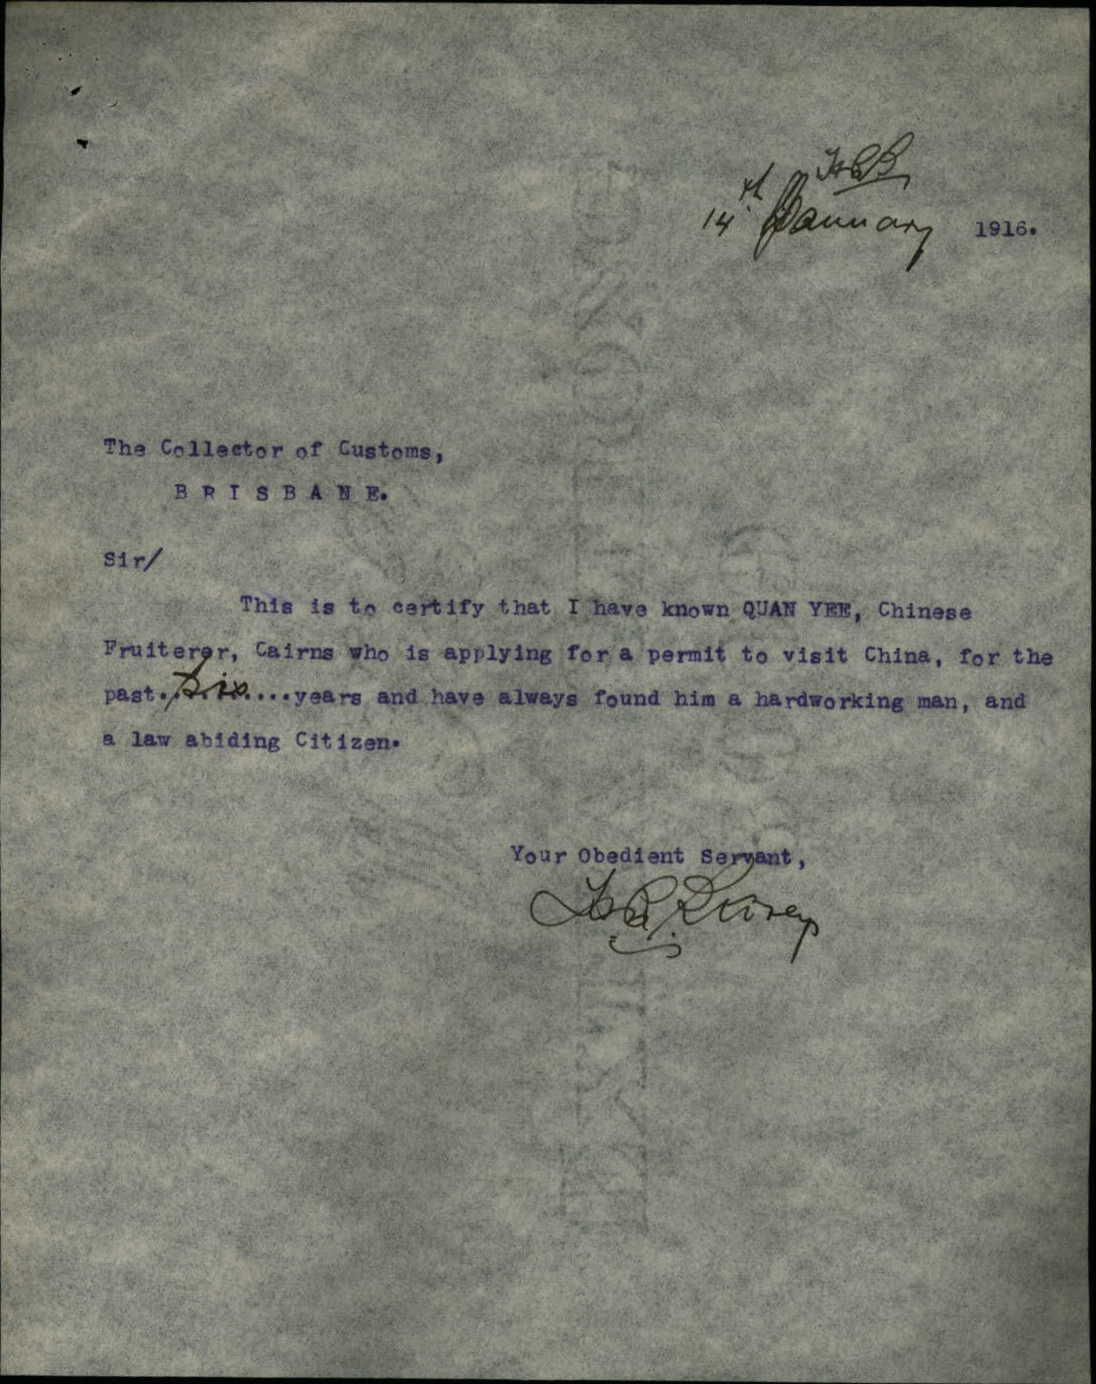 14th January 1916.
The Collector of Customs,
BRISBANE.
Sir/
This is to certify that I have known QUAN YEE, Chinese
Fruiterer, Cairns who is applying for a permit to visit China, for the
past..six....years and have always found him a hardworking man, and
a law abiding Citizen.
Your Obedient Servant,